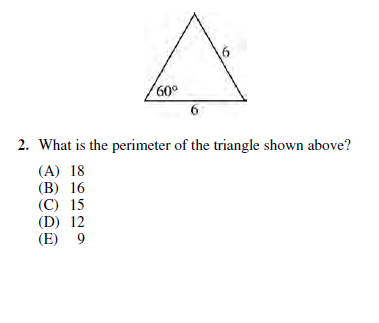 6
60°
6
2. What is the perimeter of the triangle shown above?
(A) 18
(B) 16
(C) 15
(D) 12
(E) 9